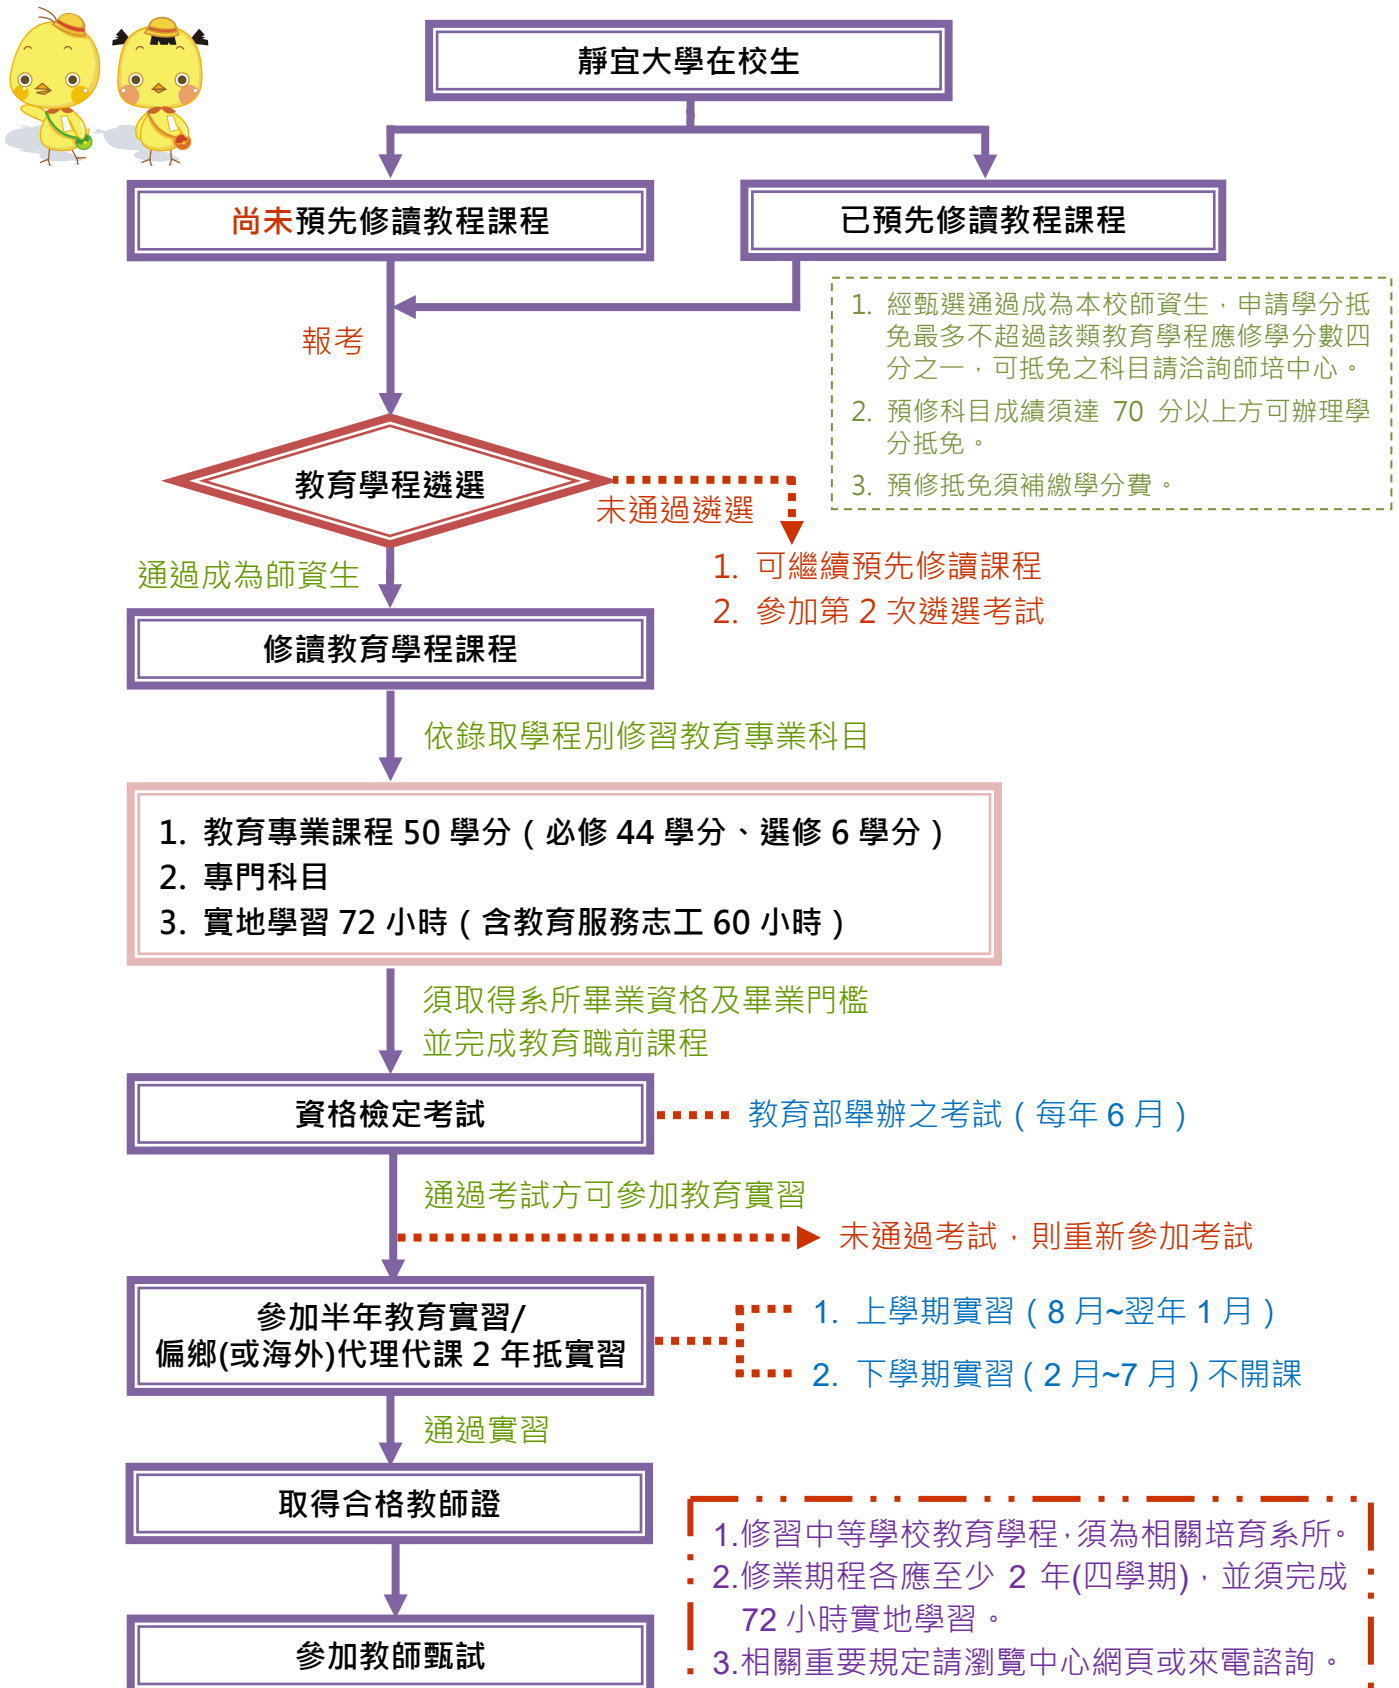 靜宜大學在校生
尚未預先修讀教程課程
已預先修讀教程課程
1. 經甄選通過成為本校師資生，申請學分抵
免最多不超過該類教育學程應修學分數四
分之一，可抵免之科目請洽詢師培中心。
2. 預修科目成績須達 70 分以上方可辦理學
分抵免。
3. 預修抵免須補繳學分費。
報考
教育學程遴選
未通過遴選
1. 可繼續預先修讀課程
2. 參加第 2 次遴選考試
通過成為師資生
修讀教育學程課程
依錄取學程別修習教育專業科目
1. 教育專業課程 50 學分（必修 44 學分、選修 6 學分）
2. 專門科目
3. 實地學習 72 小時（含教育服務志工 60 小時）
須取得系所畢業資格及畢業門檻
並完成教育職前課程
資格檢定考試
教育部舉辦之考試（每年 6 月）
通過考試方可參加教育實習
未通過考試，則重新參加考試
參加半年教育實習/
偏鄉(或海外)代理代課 2 年抵實習
1. 上學期實習（8 月~翌年 1 月）
2. 下學期實習（2 月~7 月）不開課
通過實習
取得合格教師證
參加教師甄試
1.修習中等學校教育學程，須為相關培育系所。
2.修業期程各應至少 2 年(四學期)，並須完成
72 小時實地學習。
3.相關重要規定請瀏覽中心網頁或來電諮詢。